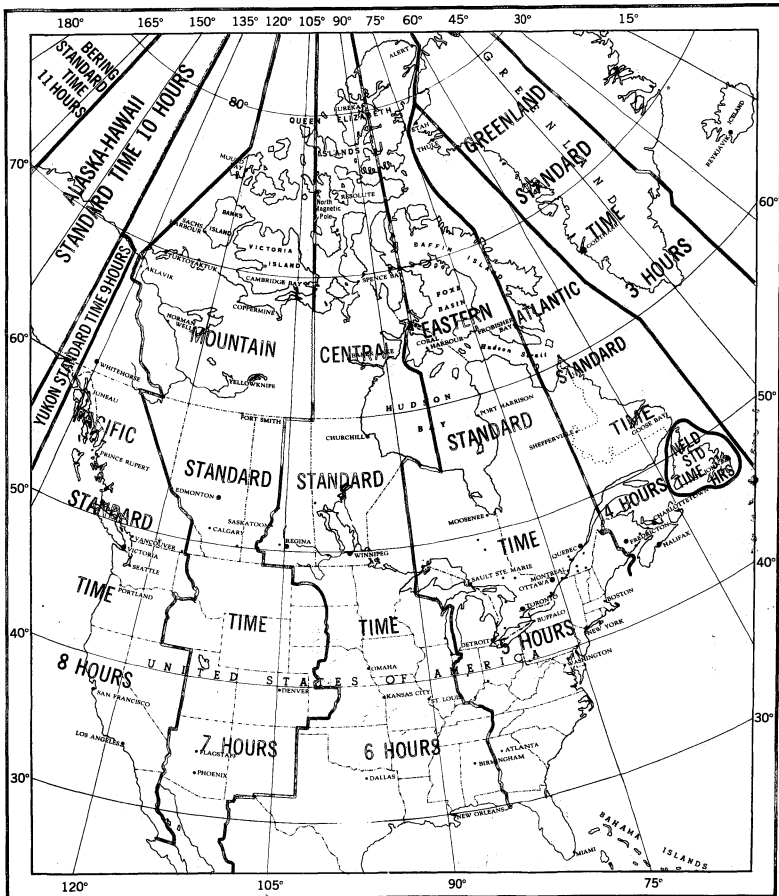 180° 165° 150° 135° 120° 105° 90° 75° 60° 45° 30° 15°
BERING
STANDARD
TIME
11 HOURS
ALASKA-HAWAII
STANDARD TIME 10 HOURS
YUKON STANDARD TIME 9 HOURS
80°
70°
60°
50°
40°
30°
ALERT
EUREKA
QUEEN ELIZABETH
ISLANDS
ETAH
THULE
GREENLAND
GREENLAND
STANDARD
TIME
3 HOURS
ICELAND
REYKJAVIK
60°
50°
40°
30°
MOULD BAY
North
Magnetic
Pole
RESOLUTE
SACHS
HARBOUR
BANKS
ISLAND
VICTORIA
ISLAND
TUKTOYAKTUK
AKLAVIK
CAMBRIDGE BAY
SPENCE BAY
COPPERMINE
NORMAN
WELLS
BAFFIN ISLAND
FOXE
BASIN
CORAL
HARBOUR
FROBISHER
BAY
Hudson Strait
MOUNTAIN
CENTRAL
EASTERN
ATLANTIC
STANDARD
TIME
4 HOURS
YELLOWKNIFE
FORT SMITH
WHITEHORSE
JUNEAU
PACIFIC
PRINCE RUPERT
HUDSON
BAY
CHURCHILL
PORT HARRISON
SHEFFERVILLE
GOOSE BAY
NFLD
STD
TIME
HRS
STANDARD
STANDARD
STANDARD
STANDARD
EDMONTON
SASKATOON
CALGARY
REGINA
WINNIPEG
MOOSENEE
VANCOUVER
VICTORIA
SEATTLE
PORTLAND
TIME
TIME
TIME
TIME
SAULT STE. MARIE
QUEBEC
MONTREAL
OTTAWA
TORONTO
BUFFALO
DETROIT
CHARLOTTETOWN
FREDRICTON
HALIFAX
BOSTON
NEW YORK
WASHINGTON
5 HOURS
UNITED STATES OF AMERICA
8 HOURS
SAN FRANCISCO
LOS ANGELES
DENVER
OMAHA
KANSAS CITY
ST LOUIS
7 HOURS
6 HOURS
FLAGSTAFF
PHOENIX
DALLAS
ATLANTA
BIRMINGHAM
NEW ORLEANS
MIAMI
BAHAMA ISLANDS
120° 105° 90° 75°